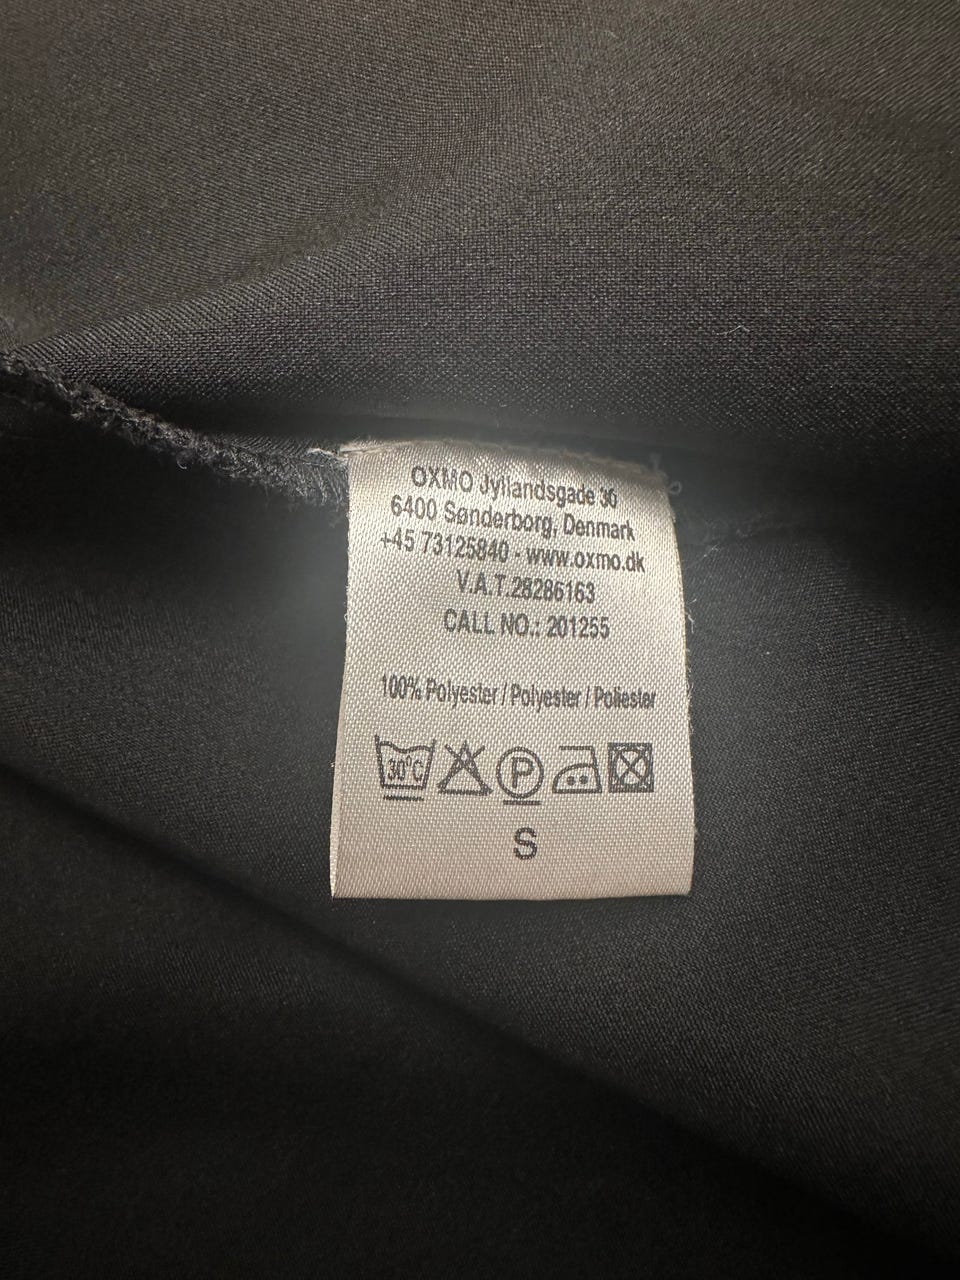 OXMO Jyllandsgade 30
6400 Sønderborg, Denmark
+45 73125840 - www.oxmo.dk
V.A.T.28286163
CALL NO.: 201255
100% Polyester / Polyester / Poliester
30°C P
S